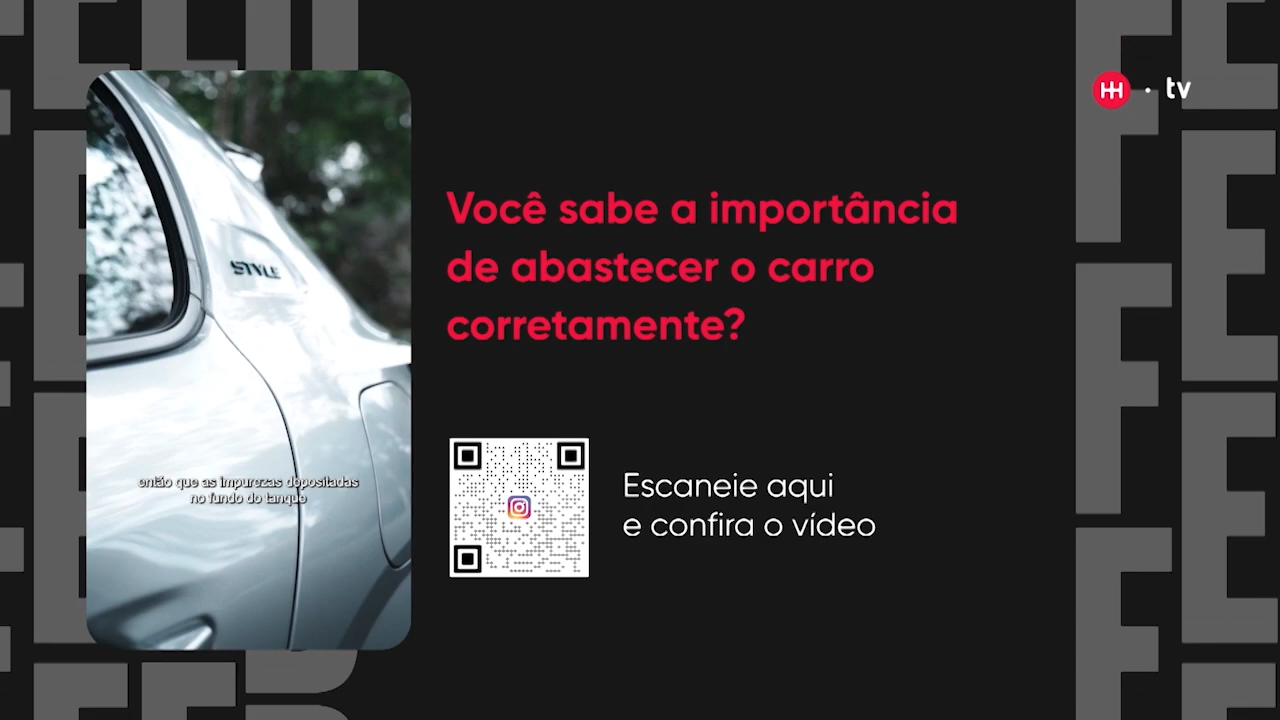 tv
Você sabe a importância
de abastecer o carro
corretamente?
STYLE
então que as impurezas depositadas
no fundo do tanque
Escaneie aqui
e confira o vídeo